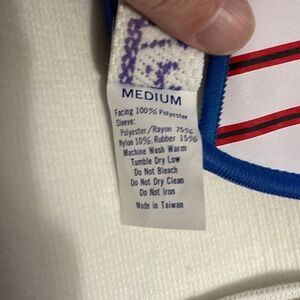 MEDIUM
Facing 100% Polyester
Sleeve:
Polyester/Rayon 75%
Nylon 10%, Rubber 15%
Machine Wash Warm
Tumble Dry Low
Do Not Bleach
Do Not Dry Clean
Do Not Iron
Made in Taiwan